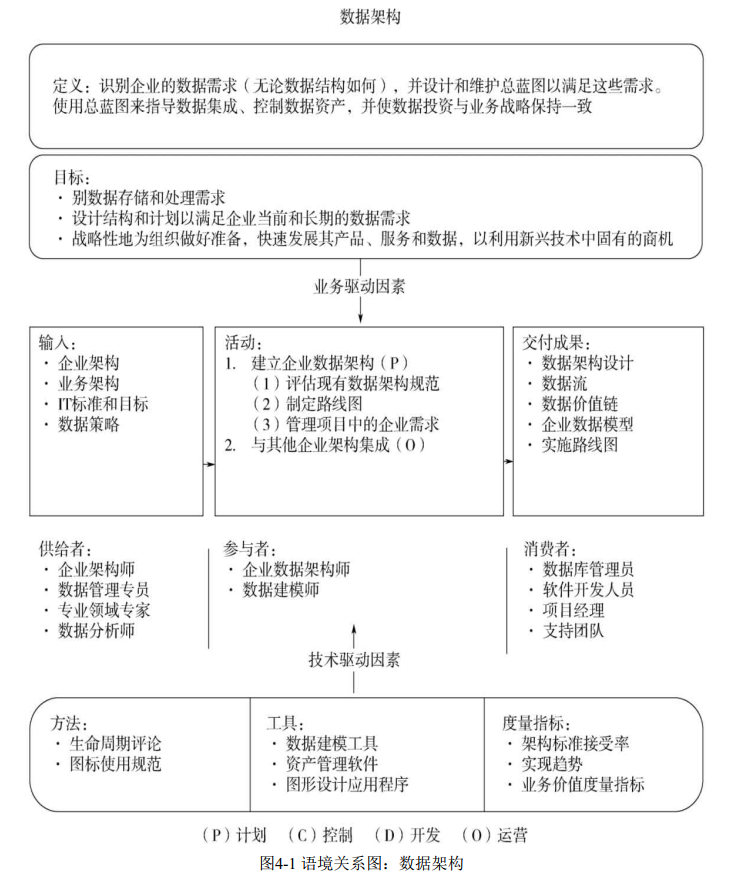 数据架构
定义：识别企业的数据需求（无论数据结构如何），并设计和维护总蓝图以满足这些需求。
使用总蓝图来指导数据集成、控制数据资产，并使数据投资与业务战略保持一致
目标：
· 别数据存储和处理需求
· 设计结构和计划以满足企业当前和长期的数据需求
· 战略性地为组织做好准备，快速发展其产品、服务和数据，以利用新兴技术中固有的商机
业务驱动因素
输入：
· 企业架构
· 业务架构
· IT标准和目标
· 数据策略
活动：
1. 建立企业数据架构（P）
（1）评估现有数据架构规范
（2）制定路线图
（3）管理项目中的企业需求
2. 与其他企业架构集成（O）
交付成果：
· 数据架构设计
· 数据流
· 数据价值链
· 企业数据模型
· 实施路线图
供给者：
· 企业架构师
· 数据管理专员
· 专业领域专家
· 数据分析师
参与者：
· 企业数据架构师
· 数据建模师
消费者：
· 数据库管理员
· 软件开发人员
· 项目经理
· 支持团队
技术驱动因素
方法：
· 生命周期评论
· 图标使用规范
工具：
· 数据建模工具
· 资产管理软件
· 图形设计应用程序
度量指标：
· 架构标准接受率
· 实现趋势
· 业务价值度量指标
（P）计划 （C）控制 （D）开发 （O）运营
图4-1 语境关系图：数据架构